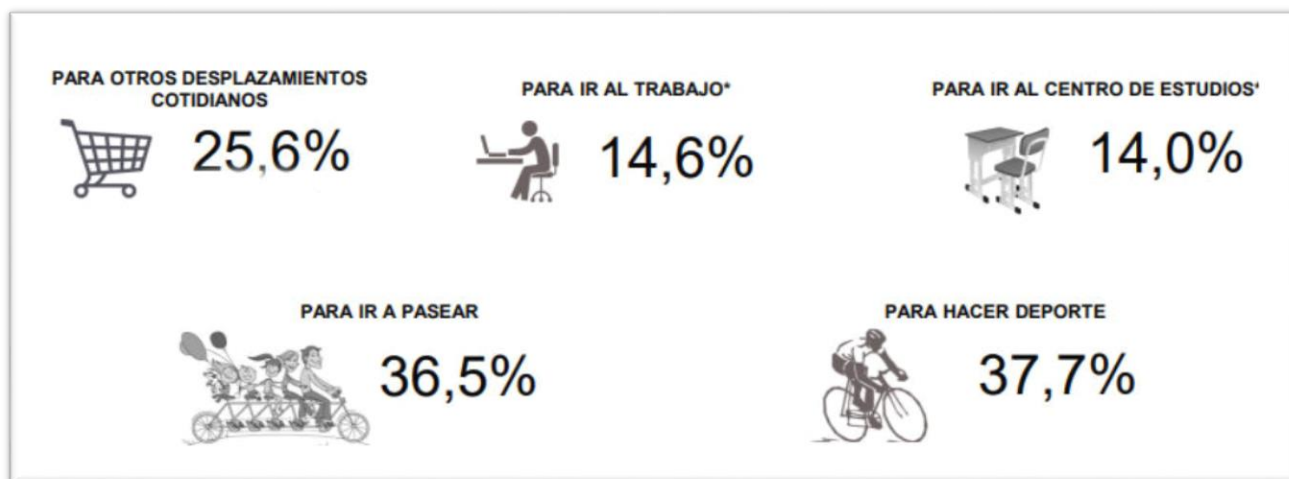 PARA OTROS DESPLAZAMIENTOS
COTIDIANOS
25,6%
PARA IR AL TRABAJO*
14,6%
PARA IR AL CENTRO DE ESTUDIOS*
14,0%
PARA IR A PASEAR
36,5%
PARA HACER DEPORTE
37,7%